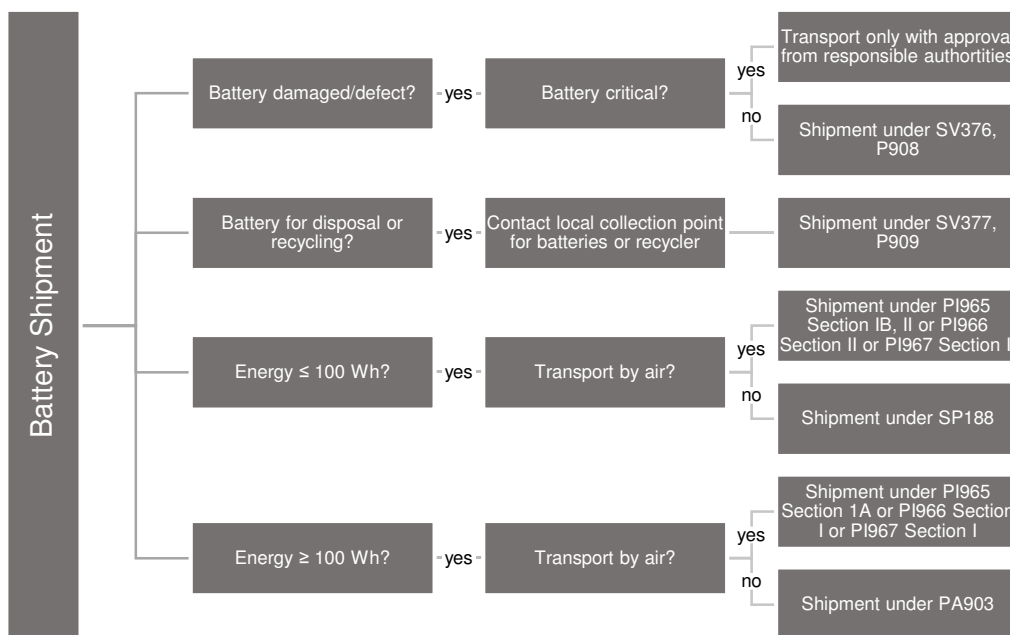 Battery Shipment
Battery damaged/defect?
yes
Battery critical?
yes
Transport only with approva
from responsible authortities
no
Shipment under SV376,
P908
Battery for disposal or
recycling?
yes
Contact local collection point
for batteries or recycler
Shipment under SV377,
P909
Energy ≤ 100 Wh?
yes
Transport by air?
yes
Shipment under PI965
Section IB, II or PI966
Section II or PI967 Section I
no
Shipment under SP188
Energy ≥ 100 Wh?
yes
Transport by air?
yes
Shipment under PI965
Section 1A or PI966 Section
I or PI967 Section I
no
Shipment under PA903